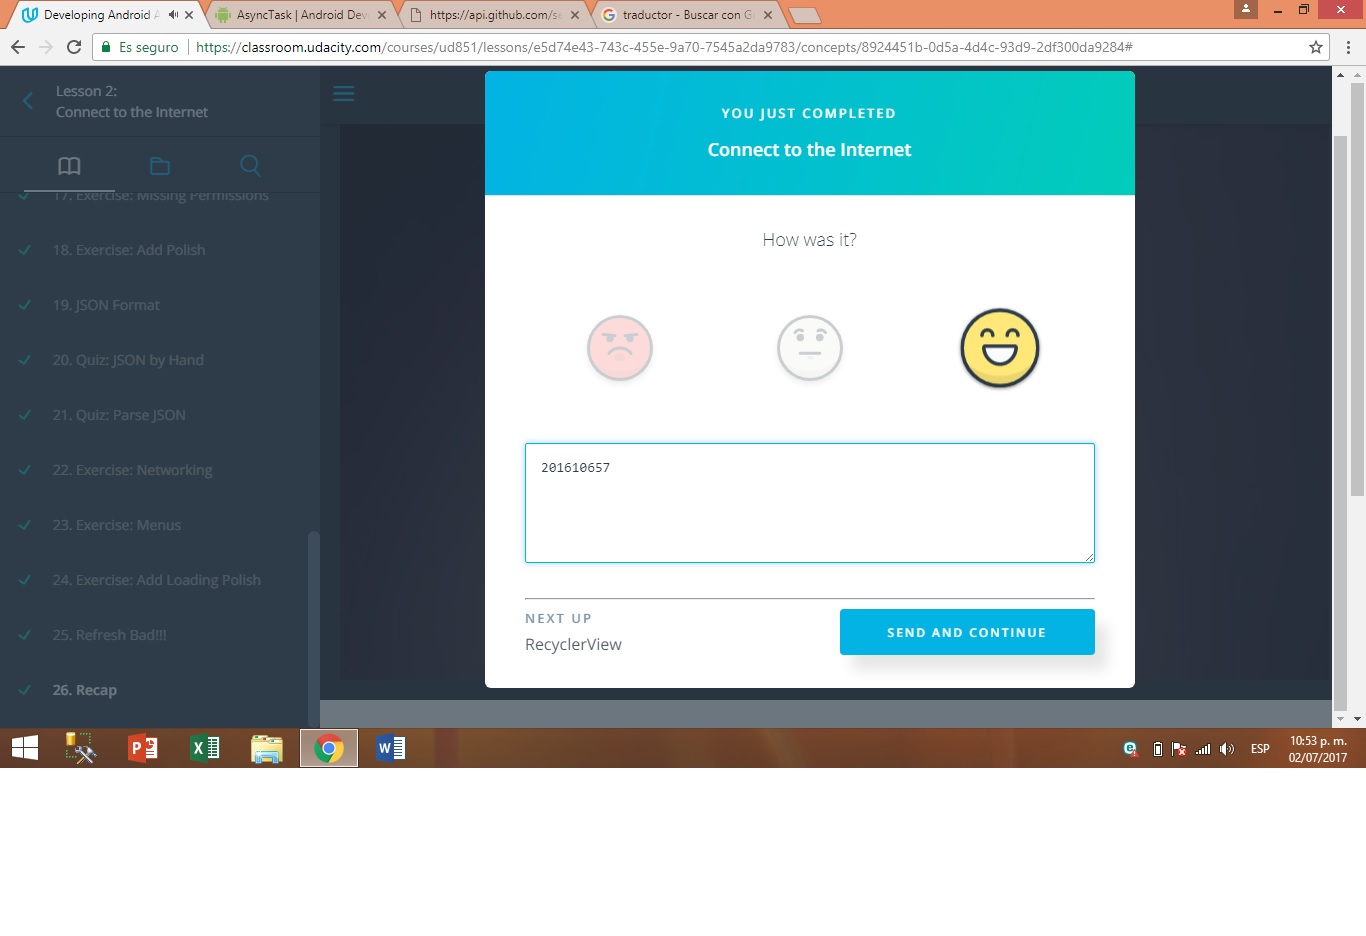 Developing Android A
AsyncTask | Android Dev
https://api.github.com/se
traductor - Buscar con G
Es seguro
https://classroom.udacity.com/courses/ud851/lessons/e5d74e43-743c-455e-9a70-7545a2da9783/concepts/8924451b-0d5a-4d4c-93d9-2df300da9284#
Lesson 2:
Connect to the Internet
17. Exercise: Missing Permissions
18. Exercise: Add Polish
19. JSON Format
20. Quiz: JSON by Hand
21. Quiz: Parse JSON
22. Exercise: Networking
23. Exercise: Menus
24. Exercise: Add Loading Polish
25. Refresh Bad!!!
26. Recap
YOU JUST COMPLETED
Connect to the Internet
How was it?
201610657
NEXT UP
RecyclerView
SEND AND CONTINUE
ESP
10:53 p. m.
02/07/2017